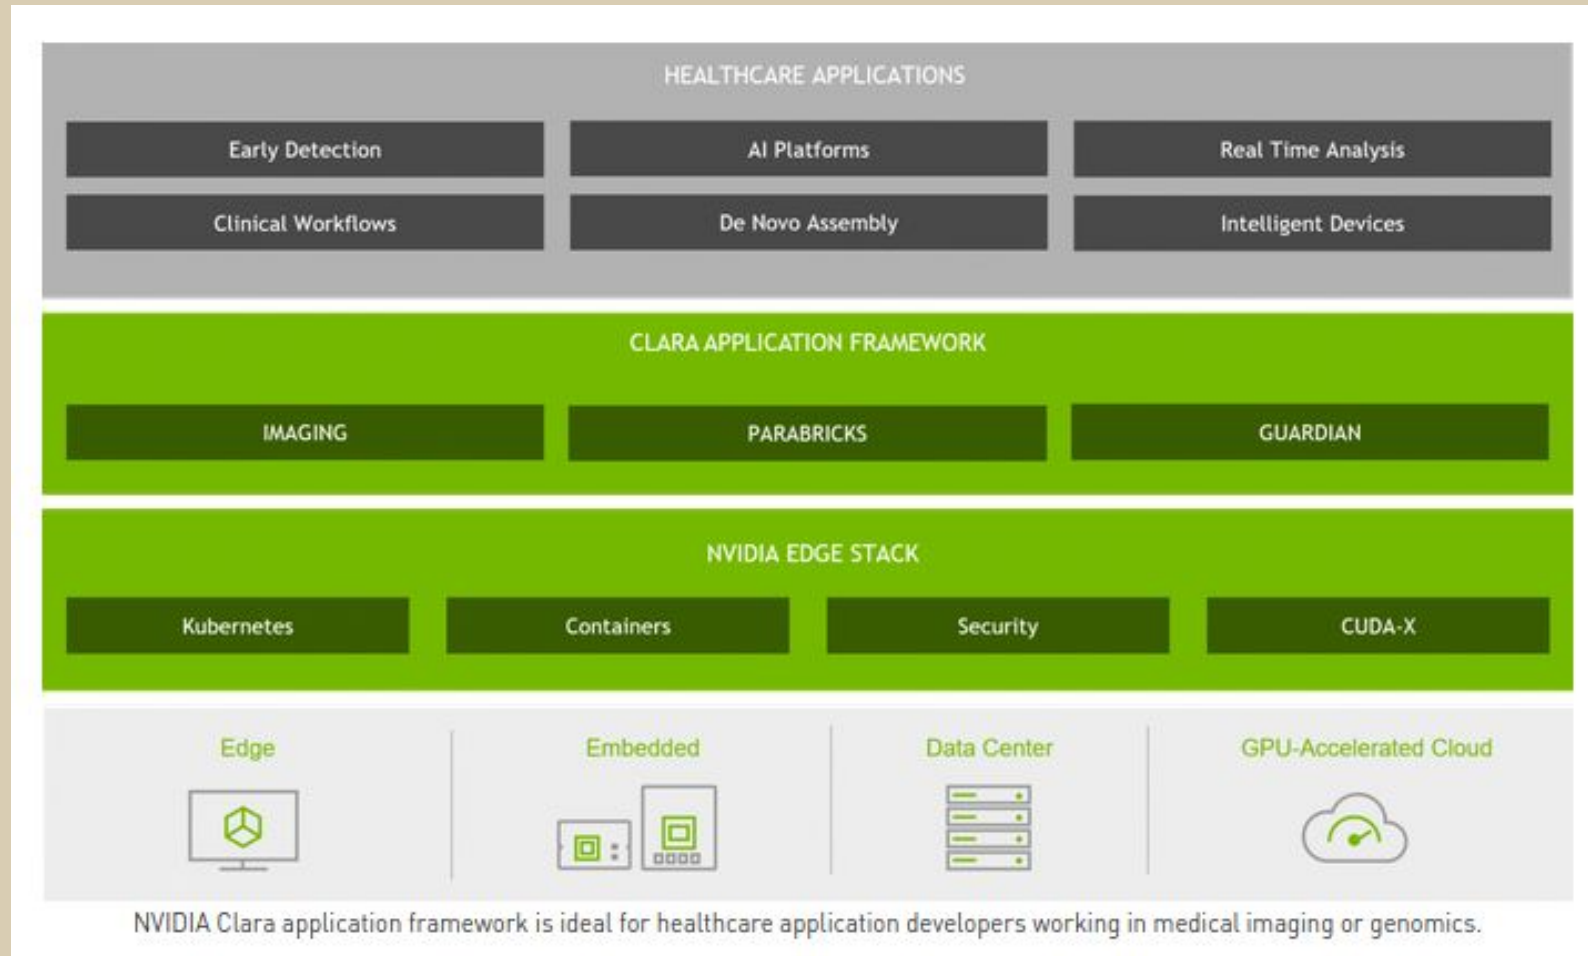 HEALTHCARE APPLICATIONS
Early Detection
AI Platforms
Real Time Analysis
Clinical Workflows
De Novo Assembly
Intelligent Devices
CLARA APPLICATION FRAMEWORK
IMAGING
PARABRICKS
GUARDIAN
NVIDIA EDGE STACK
Kubernetes
Containers
Security
CUDA-X
Edge
Embedded
Data Center
GPU-Accelerated Cloud
NVIDIA Clara application framework is ideal for healthcare application developers working in medical imaging or genomics.